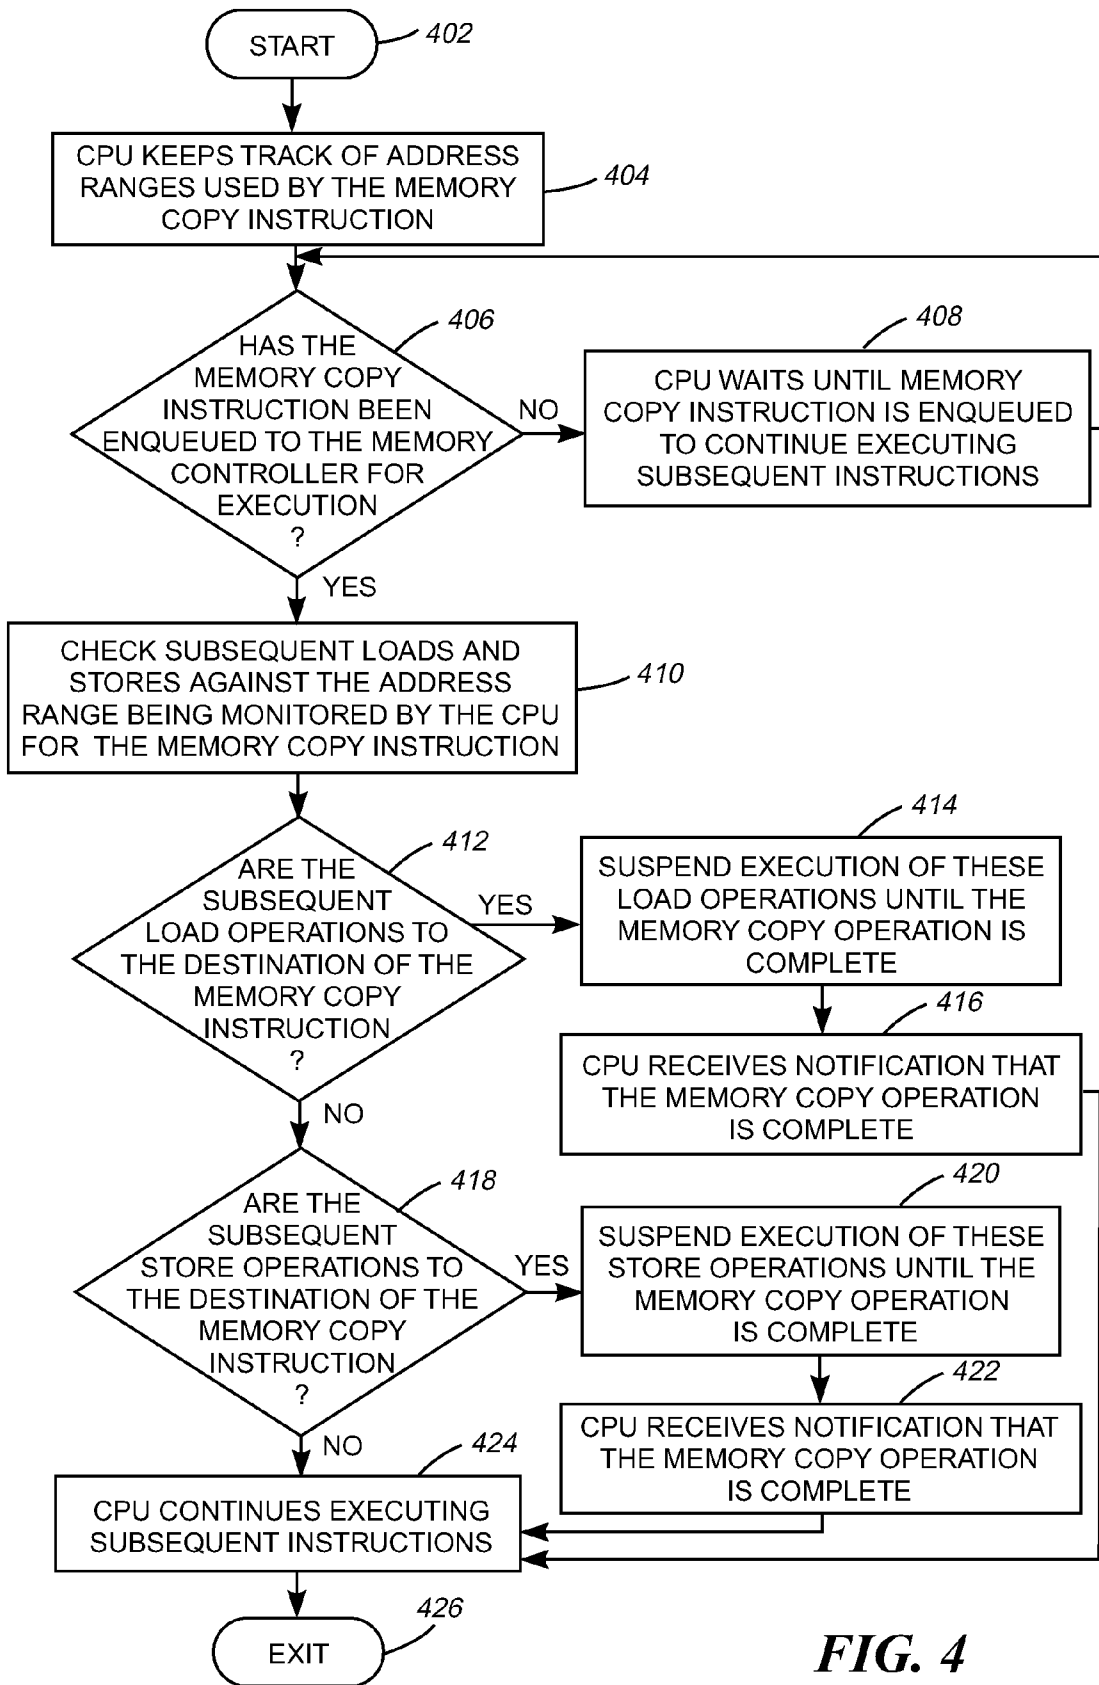 START
402
CPU KEEPS TRACK OF ADDRESS
RANGES USED BY THE MEMORY
COPY INSTRUCTION
404
HAS THE
MEMORY COPY
INSTRUCTION BEEN
ENQUEUED TO THE MEMORY
CONTROLLER FOR
EXECUTION
?
406
NO
408
CPU WAITS UNTIL MEMORY
COPY INSTRUCTION IS ENQUEUED
TO CONTINUE EXECUTING
SUBSEQUENT INSTRUCTIONS
YES
CHECK SUBSEQUENT LOADS AND
STORES AGAINST THE ADDRESS
RANGE BEING MONITORED BY THE CPU
FOR THE MEMORY COPY INSTRUCTION
410
ARE THE
SUBSEQUENT
LOAD OPERATIONS TO
THE DESTINATION OF THE
MEMORY COPY
INSTRUCTION
?
412
YES
414
SUSPEND EXECUTION OF THESE
LOAD OPERATIONS UNTIL THE
MEMORY COPY OPERATION IS
COMPLETE
416
CPU RECEIVES NOTIFICATION THAT
THE MEMORY COPY OPERATION
IS COMPLETE
NO
ARE THE
SUBSEQUENT
STORE OPERATIONS TO
THE DESTINATION OF THE
MEMORY COPY
INSTRUCTION
?
418
YES
420
SUSPEND EXECUTION OF THESE
STORE OPERATIONS UNTIL THE
MEMORY COPY OPERATION
IS COMPLETE
422
CPU RECEIVES NOTIFICATION THAT
THE MEMORY COPY OPERATION
IS COMPLETE
NO
424
CPU CONTINUES EXECUTING
SUBSEQUENT INSTRUCTIONS
EXIT
426
FIG. 4